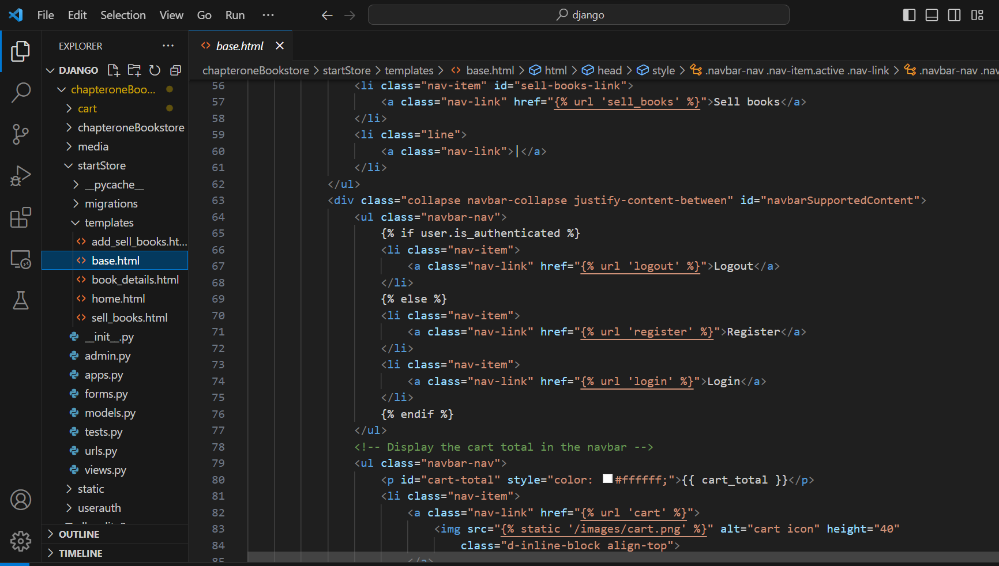 File Edit Selection View Go Run ···
django
EXPLORER ···
DJANGO
chapteroneBoo...
cart
chapteroneBookstore
media
startStore
__pycache__
migrations
templates
add_sell_books.ht...
base.html
book_details.html
home.html
sell_books.html
__init__.py
admin.py
apps.py
forms.py
models.py
tests.py
urls.py
views.py
static
userauth
OUTLINE
TIMELINE
<> base.html
chapteroneBookstore > startStore > templates > <> base.html > html > head > style > .navbar-nav .nav-item.active .nav-link > .navbar-nav .nav
56 <li class="nav-item" id="sell-books-link">
57 <a class="nav-link" href="{% url 'sell_books' %}">Sell books</a>
58 </li>
59 <li class="line">
60 <a class="nav-link">|</a>
61 </li>
62 </ul>
63 <div class="collapse navbar-collapse justify-content-between" id="navbarSupportedContent">
64 <ul class="navbar-nav">
65 {% if user.is_authenticated %}
66 <li class="nav-item">
67 <a class="nav-link" href="{% url 'logout' %}">Logout</a>
68 </li>
69 {% else %}
70 <li class="nav-item">
71 <a class="nav-link" href="{% url 'register' %}">Register</a>
72 </li>
73 <li class="nav-item">
74 <a class="nav-link" href="{% url 'login' %}">Login</a>
75 </li>
76 {% endif %}
77 </ul>
78 <!-- Display the cart total in the navbar -->
79 <ul class="navbar-nav">
80 <p id="cart-total" style="color: #ffffff;">{{ cart_total }}</p>
81 <li class="nav-item">
82 <a class="nav-link" href="{% url 'cart' %}">
83 <img src="{% static '/images/cart.png' %}" alt="cart icon" height="40"
84 class="d-inline-block align-top">
85 </a>